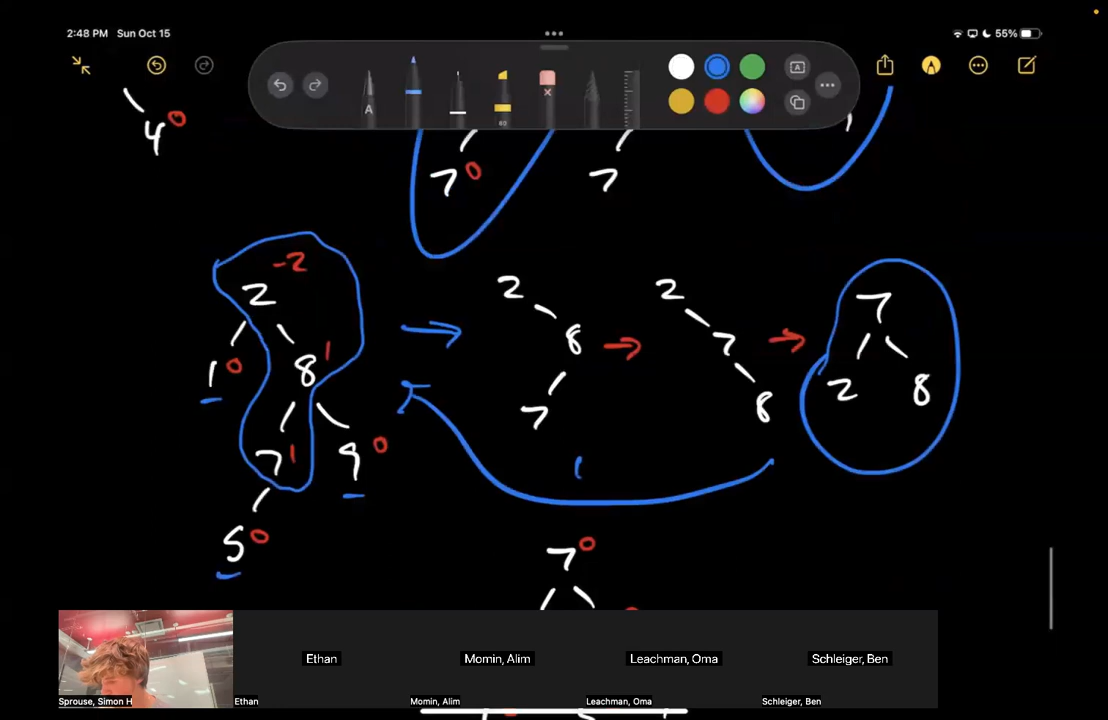 2:48 PM Sun Oct 15
55%
A
80
A
4 0
7 0
7
2 -2
2
2
7
1 0
8 1
8
7
2
8
7 1
9 0
7
8
5 0
7 0
Ethan
Momin, Alim
Leachman, Oma
Schleiger, Ben
Sprouse, Simon H
Ethan
Momin, Alim
Leachman, Oma
Schleiger, Ben